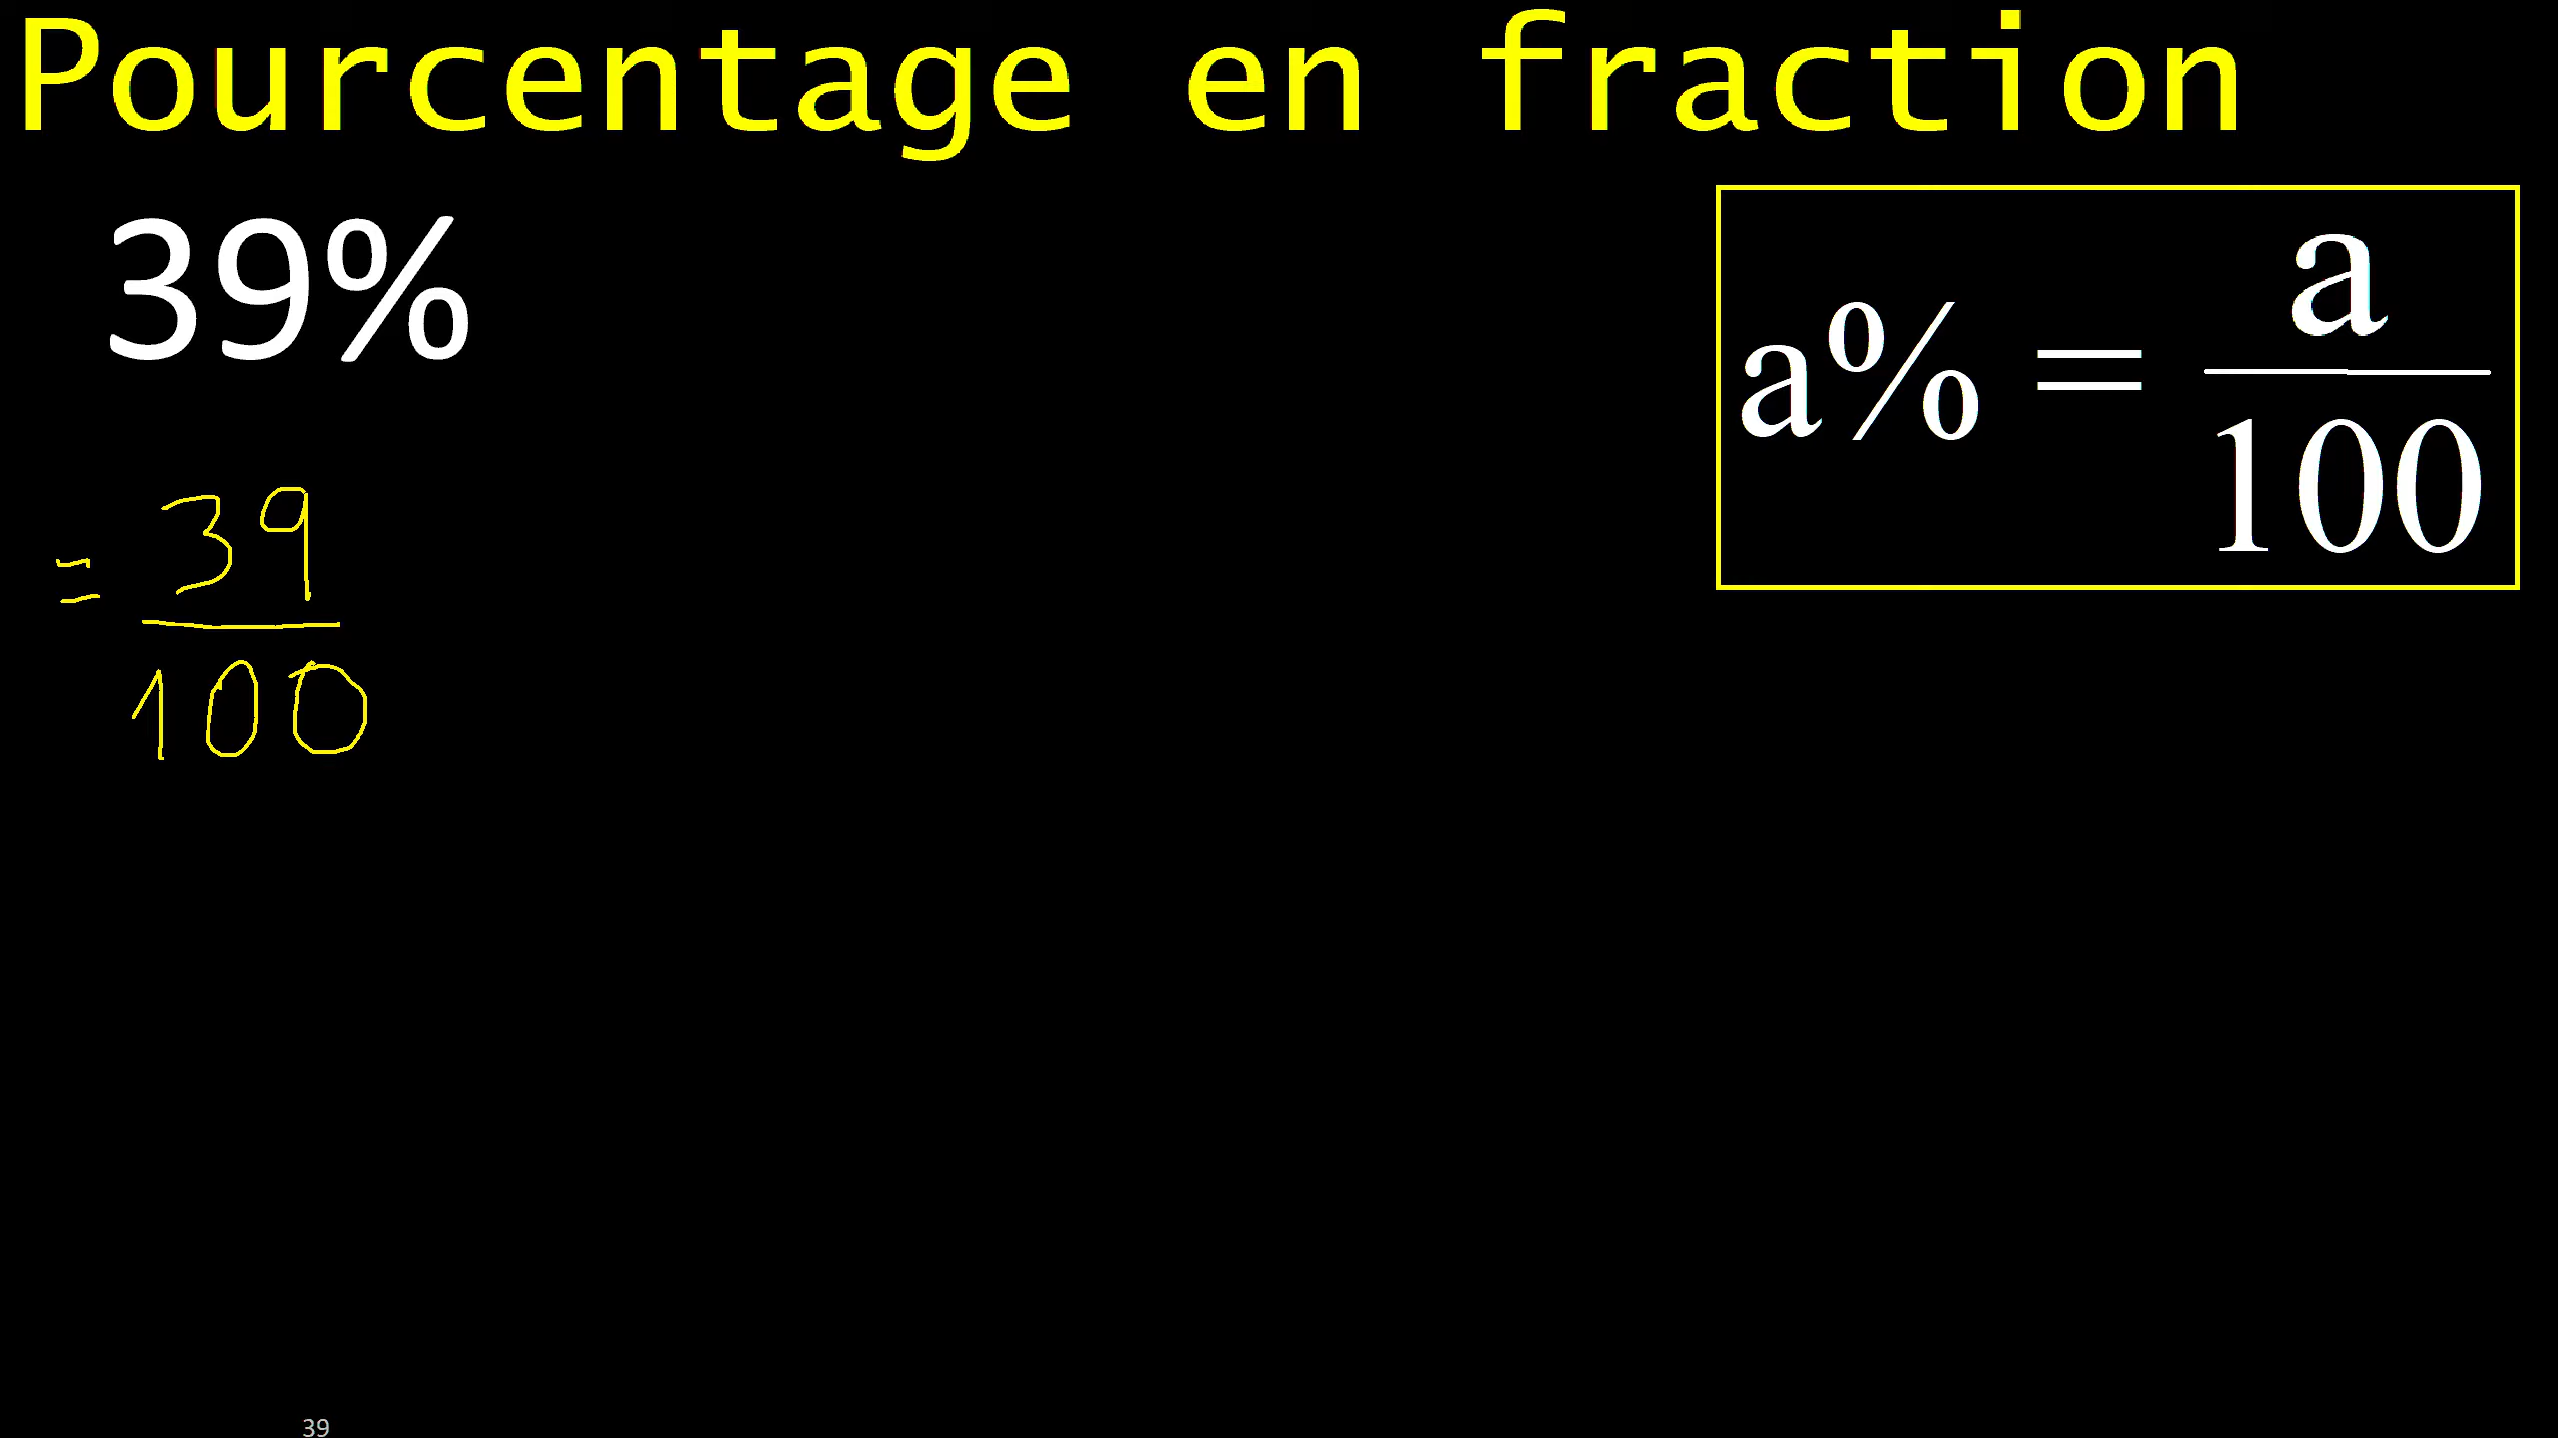 Pourcentage en fraction
39%
a% = a/100
= 39/100
39